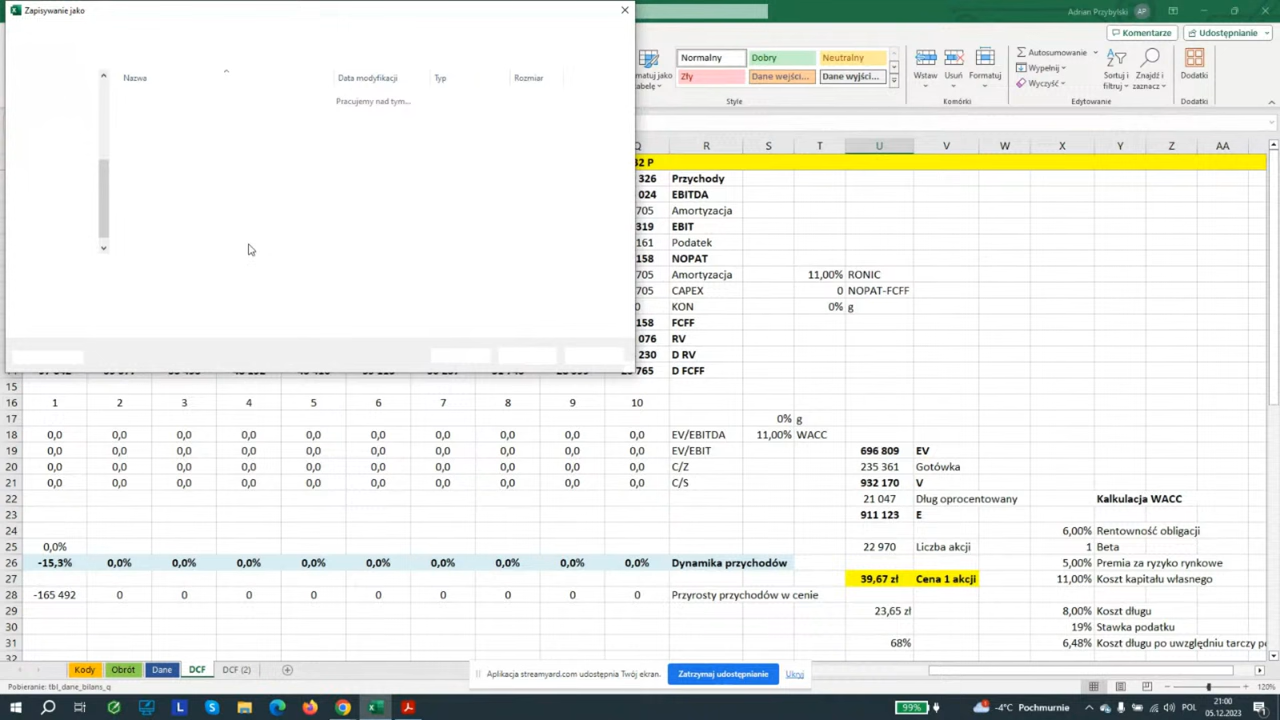 Zapisywanie jako
Adrian Przybylski AP
Komentarze Udostępnianie
Nazwa Data modyfikacji Typ Rozmiar
Pracujemy nad tym...
Normalny Dobry Neutralny
Zły Dane wejści... Dane wyjści...
tabelę
Style
Wstaw Usuń Formatuj
Komórki
Autosumowanie
Wypełnij
Wyczyść
Sortuj i filtruj
Znajdź i zaznacz
Edytowanie
Dodatki
Dodatki
Q R S T U V W X Y Z AA
32 P
326 Przychody
024 EBITDA
705 Amortyzacja
319 EBIT
161 Podatek
158 NOPAT
705 Amortyzacja 11,00% RONIC
705 CAPEX 0 NOPAT-FCFF
0 KON 0% g
158 FCFF
076 RV
230 D RV
765 D FCFF
15
16 1 2 3 4 5 6 7 8 9 10
17 0% g
18 0,0 0,0 0,0 0,0 0,0 0,0 0,0 0,0 0,0 0,0 EV/EBITDA 11,00% WACC
19 0,0 0,0 0,0 0,0 0,0 0,0 0,0 0,0 0,0 0,0 EV/EBIT 696 809 EV
20 0,0 0,0 0,0 0,0 0,0 0,0 0,0 0,0 0,0 0,0 C/Z 235 361 Gotówka
21 0,0 0,0 0,0 0,0 0,0 0,0 0,0 0,0 0,0 0,0 C/S 932 170 V
22 21 047 Dług oprocentowany Kalkulacja WACC
23 911 123 E
24 6,00% Rentowność obligacji
25 0,0% 22 970 Liczba akcji 1 Beta
26 -15,3% 0,0% 0,0% 0,0% 0,0% 0,0% 0,0% 0,0% 0,0% 0,0% Dynamika przychodów 5,00% Premia za ryzyko rynkowe
27 39,67 zł Cena 1 akcji 11,00% Koszt kapitału własnego
28 -165 492 0 0 0 0 0 0 0 0 0 Przyrosty przychodów w cenie
29 23,65 zł 8,00% Koszt długu
30 19% Stawka podatku
31 68% 6,48% Koszt długu po uwzględniu tarczy po
32
Kody Obrót Dane DCF DCF (2)
Aplikacja streamyard.com udostępnia Twój ekran. Zatrzymaj udostępnianie Ukryj
Pobieranie: tbl_dane_bilans_q
120%
99% -4°C Pochmurnie POL 21:00
05.12.2023